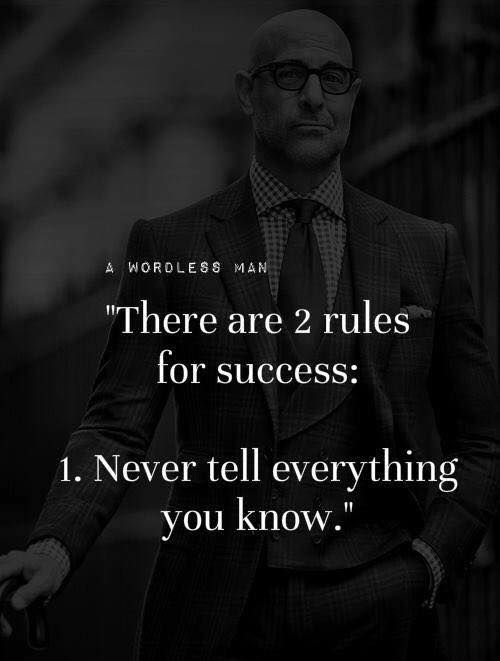 A WORDLESS MAN
"There are 2 rules
for success:
1. Never tell everything
you know."